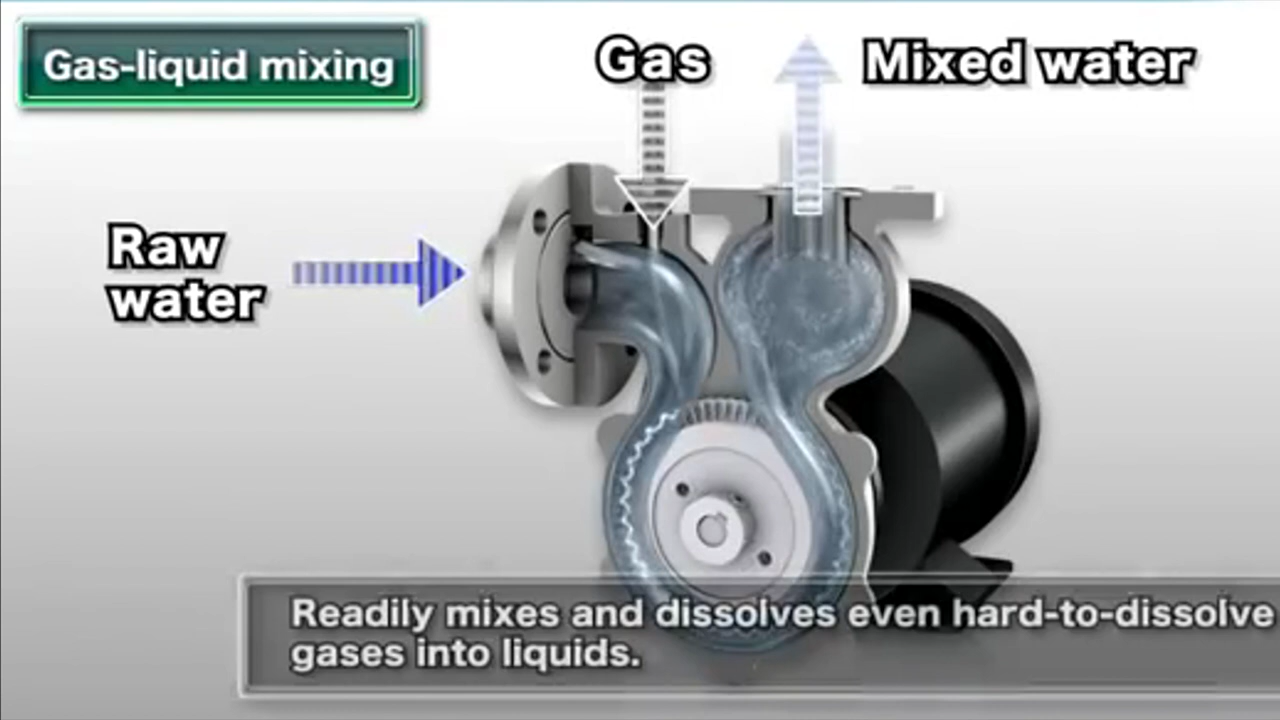 Gas-liquid mixing
Gas
Mixed water
Raw
water
Readily mixes and dissolves even hard-to-dissolve
gases into liquids.